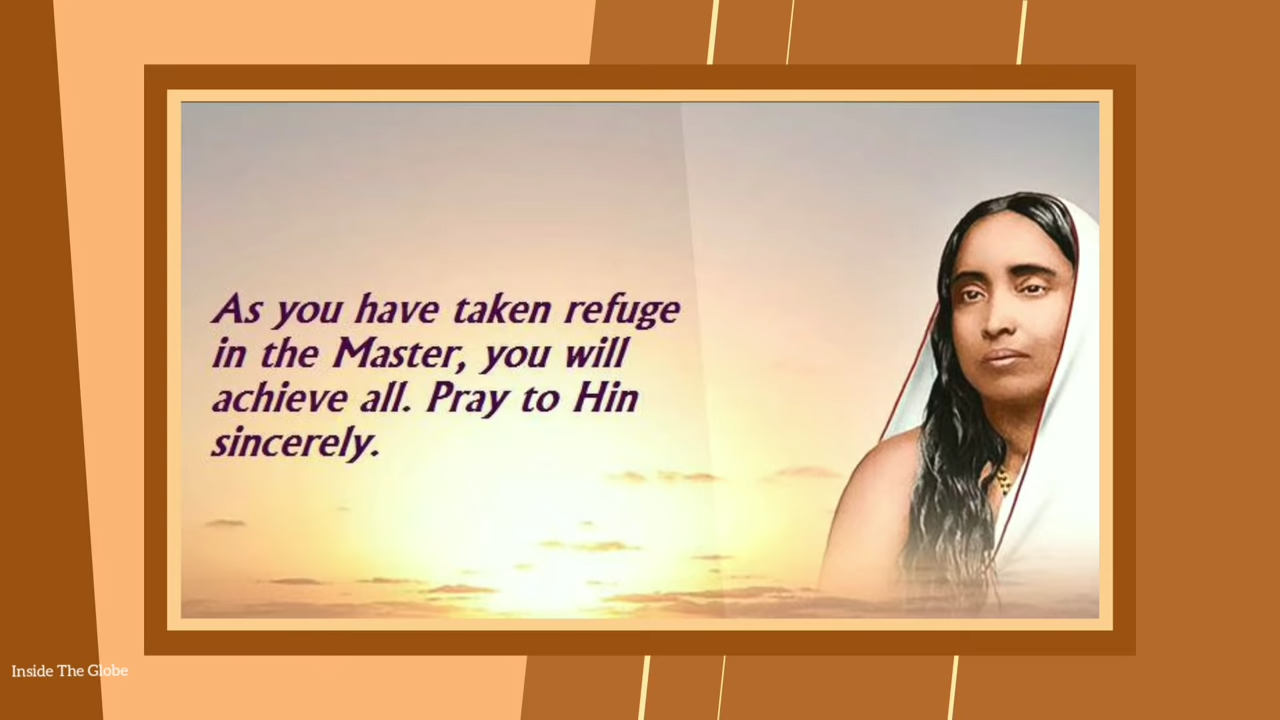 As you have taken refuge
in the Master, you will
achieve all. Pray to Hin
sincerely.
Inside The Globe